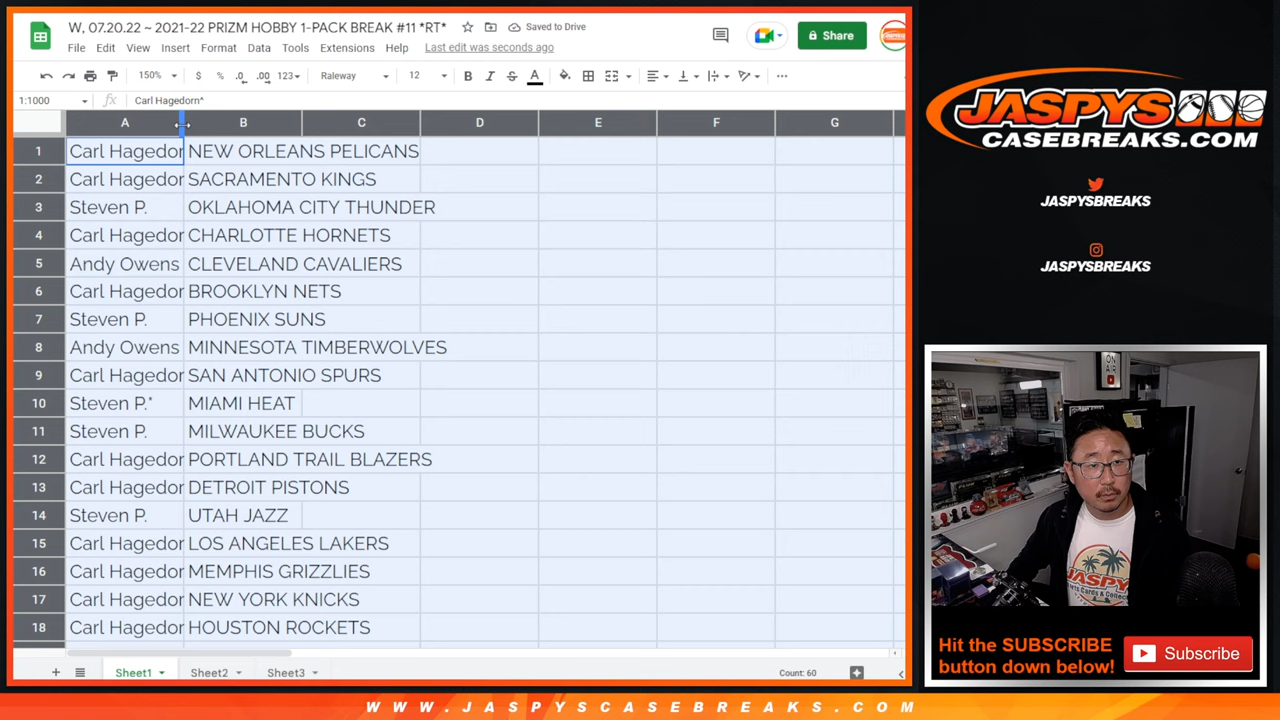 W, 07.20.22 ~ 2021-22 PRIZM HOBBY 1-PACK BREAK #11 *RT*
Saved to Drive
File Edit View Insert Format Data Tools Extensions Help Last edit was seconds ago
Share
150% $ % .0 .00 123 Raleway 12 B I S A
1:1000 fx Carl Hagedorn^
A B C D E F G
1 Carl Hagedor NEW ORLEANS PELICANS
2 Carl Hagedor SACRAMENTO KINGS
3 Steven P. OKLAHOMA CITY THUNDER
4 Carl Hagedor CHARLOTTE HORNETS
5 Andy Owens CLEVELAND CAVALIERS
6 Carl Hagedor BROOKLYN NETS
7 Steven P. PHOENIX SUNS
8 Andy Owens MINNESOTA TIMBERWOLVES
9 Carl Hagedor SAN ANTONIO SPURS
10 Steven P.* MIAMI HEAT
11 Steven P. MILWAUKEE BUCKS
12 Carl Hagedor PORTLAND TRAIL BLAZERS
13 Carl Hagedor DETROIT PISTONS
14 Steven P. UTAH JAZZ
15 Carl Hagedor LOS ANGELES LAKERS
16 Carl Hagedor MEMPHIS GRIZZLIES
17 Carl Hagedor NEW YORK KNICKS
18 Carl Hagedor HOUSTON ROCKETS
Sheet1 Sheet2 Sheet3 Count: 60
JASPYS
CASEBREAKS.COM
JASPYSBREAKS
JASPYSBREAKS
ON AIR
JASPYS
Hit the SUBSCRIBE
button down below!
Subscribe
WWW.JASPYSCASEBREAKS.COM